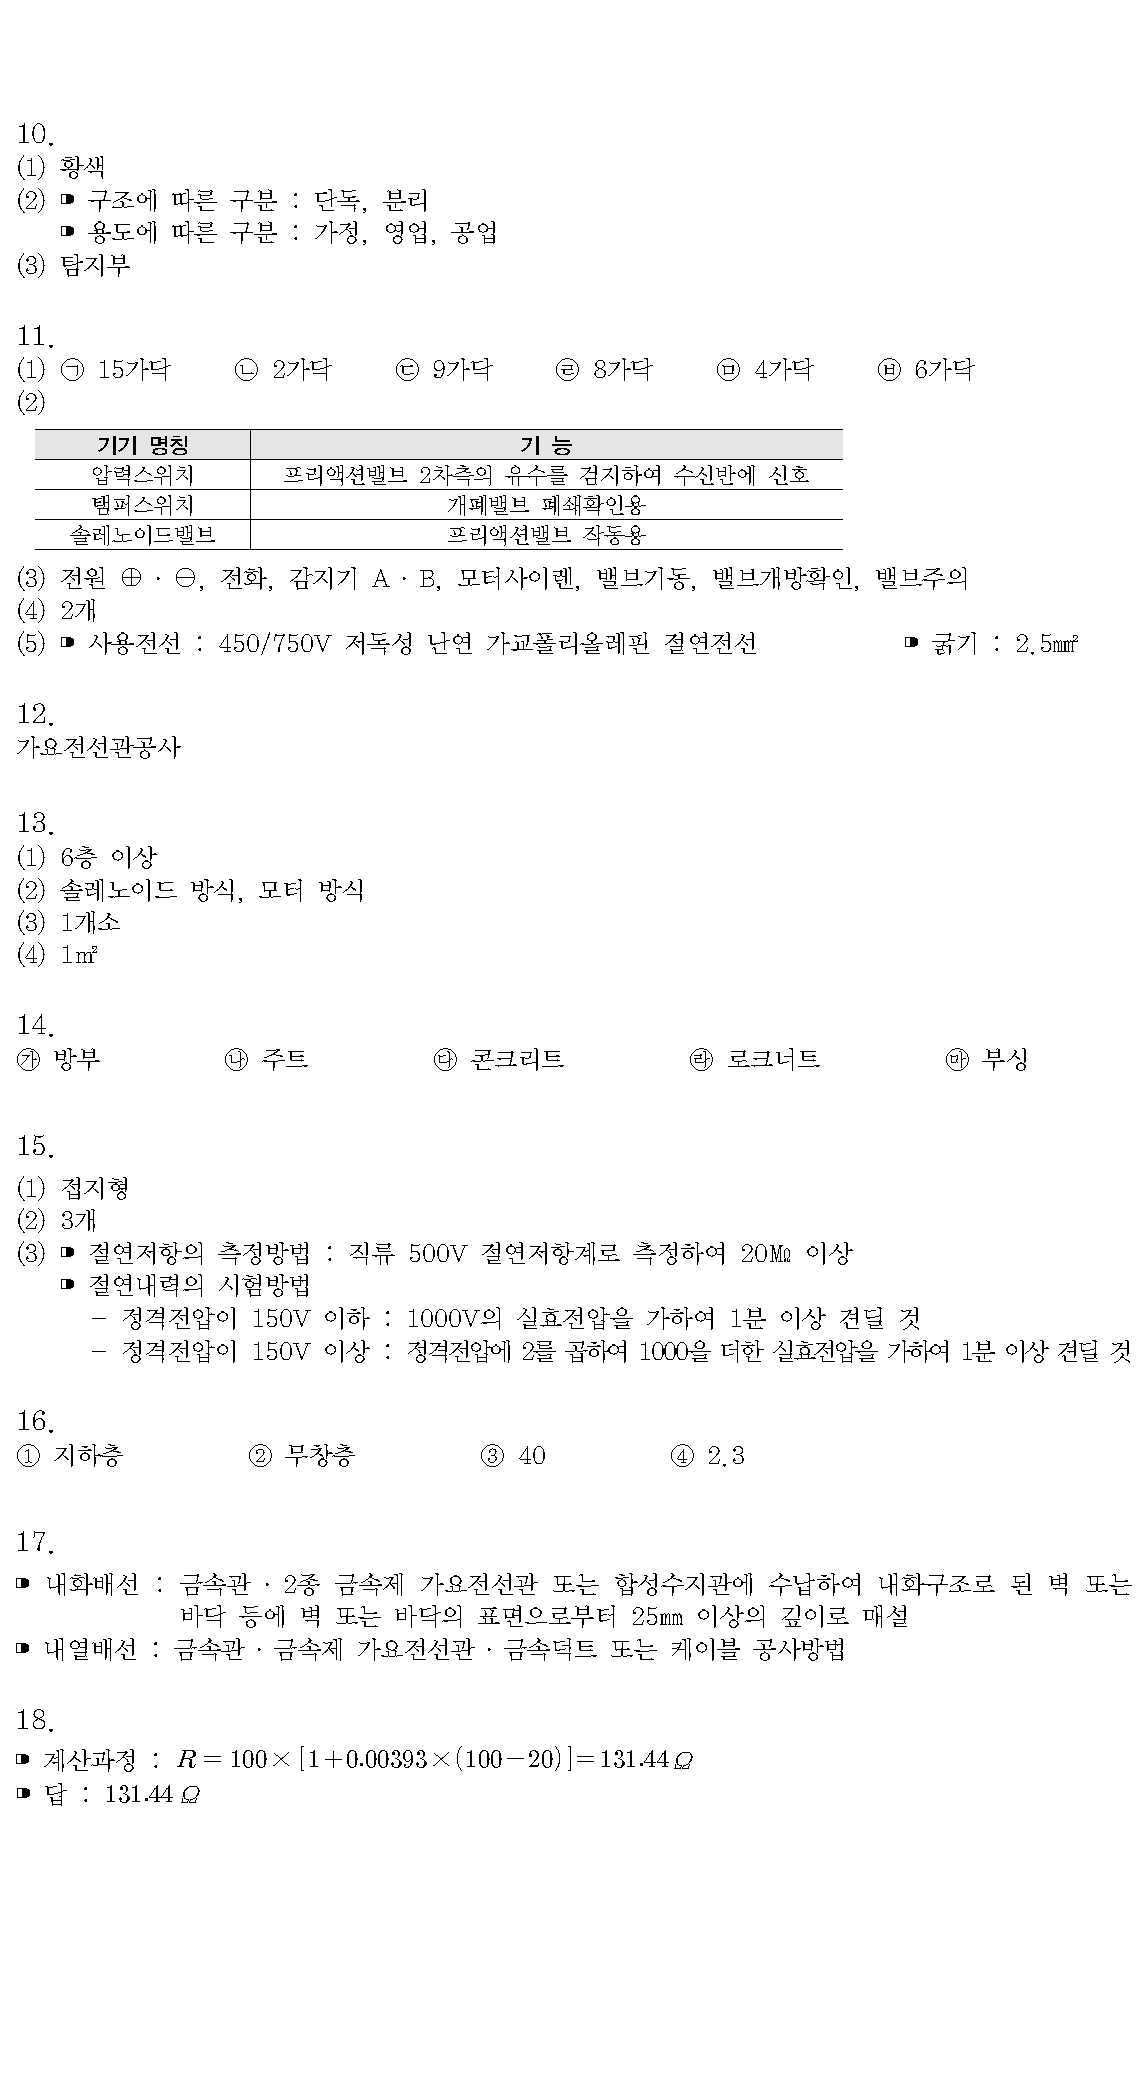 10.
(1) 황색
(2) ➠ 구조에 따른 구분 : 단독, 분리
➠ 용도에 따른 구분 : 가정, 영업, 공업
(3) 탐지부
11.
(1) ㉠ 15가닥 ㉡ 2가닥 ㉢ 9가닥 ㉣ 8가닥 ㉤ 4가닥 ㉥ 6가닥
(2)
기기 명칭 기 능
압력스위치 프리액션밸브 2차측의 유수를 검지하여 수신반에 신호
탬퍼스위치 개폐밸브 폐쇄확인용
솔레노이드밸브 프리액션밸브 작동용
(3) 전원 ⊕·⊖, 전화, 감지기 A·B, 모터사이렌, 밸브기동, 밸브개방확인, 밸브주의
(4) 2개
(5) ➠ 사용전선 : 450/750V 저독성 난연 가교폴리올레핀 절연전선 ➠ 굵기 : 2.5㎟
12.
가요전선관공사
13.
(1) 6층 이상
(2) 솔레노이드 방식, 모터 방식
(3) 1개소
(4) 1㎡
14.
㉮ 방부 ㉯ 주트 ㉰ 콘크리트 ㉱ 로크너트 ㉲ 부싱
15.
(1) 접지형
(2) 3개
(3) ➠ 절연저항의 측정방법 : 직류 500V 절연저항계로 측정하여 20㏁ 이상
➠ 절연내력의 시험방법
- 정격전압이 150V 이하 : 1000V의 실효전압을 가하여 1분 이상 견딜 것
- 정격전압이 150V 이상 : 정격전압에 2를 곱하여 1000을 더한 실효전압을 가하여 1분 이상 견딜 것
16.
① 지하층 ② 무창층 ③ 40 ④ 2.3
17.
➠ 내화배선 : 금속관·2종 금속제 가요전선관 또는 합성수지관에 수납하여 내화구조로 된 벽 또는
바닥 등에 벽 또는 바닥의 표면으로부터 25㎜ 이상의 깊이로 매설
➠ 내열배선 : 금속관·금속제 가요전선관·금속덕트 또는 케이블 공사방법
18.
➠ 계산과정 : R = 100×[1+0.00393×(100-20)]=131.44Ω
➠ 답 : 131.44Ω